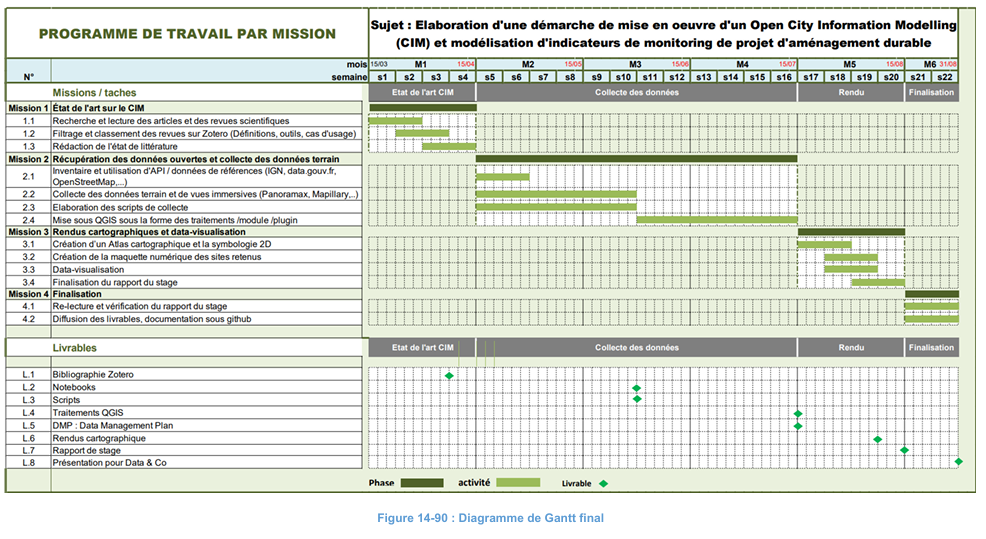 PROGRAMME DE TRAVAIL PAR MISSION
Sujet : Elaboration d'une démarche de mise en oeuvre d'un Open City Information Modelling
(CIM) et modélisation d'indicateurs de monitoring de projet d'aménagement durable
mois 15/03 M1 15/04 M2 15/05 M3 15/06 M4 15/07 M5 15/08 M6 31/08
N° semaine s1 s2 s3 s4 s5 s6 s7 s8 s9 s10 s11 s12 s13 s14 s15 s16 s17 s18 s19 s20 s21 s22
Missions / taches Etat de l'art CIM Collecte des données Rendu Finalisation
Mission 1 État de l'art sur le CIM
1.1 Recherche et lecture des articles et des revues scientifiques
1.2 Filtrage et classement des revues sur Zotero (Définitions, outils, cas d'usage)
1.3 Rédaction de l'état de littérature
Mission 2 Récupération des données ouvertes et collecte des données terrain
2.1 Inventaire et utilisation d'API / données de références (IGN, data.gouv.fr,
OpenStreetMap,...)
2.2 Collecte des données terrain et de vues immersives (Panoramax, Mapillary,..)
2.3 Elaboration des scripts de collecte
2.4 Mise sous QGIS sous la forme des traitements /module /plugin
Mission 3 Rendus cartographiques et data-visualisation
3.1 Création d'un Atlas cartographique et la symbologie 2D
3.2 Création de la maquette numérique des sites retenus
3.3 Data-visualisation
3.4 Finalisation du rapport du stage
Mission 4 Finalisation
4.1 Re-lecture et vérification du rapport du stage
4.2 Diffusion des livrables, documentation sous github
Livrables Etat de l'art CIM Collecte des données Rendu Finalisation
L.1 Bibliographie Zotero
L.2 Notebooks
L.3 Scripts
L.4 Traitements QGIS
L.5 DMP : Data Management Plan
L.6 Rendus cartographique
L.7 Rapport de stage
L.8 Présentation pour Data & Co
Phase activité Livrable
Figure 14-90 : Diagramme de Gantt final